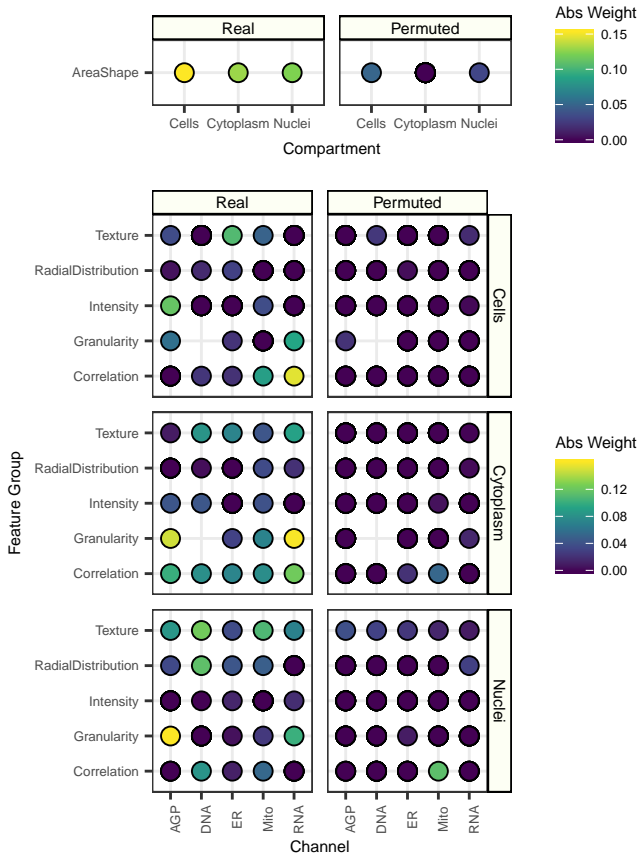 Real
Permuted
AreaShape
Cells
Cytoplasm
Nuclei
Cells
Cytoplasm
Nuclei
Compartment
Abs Weight
0.15
0.10
0.05
0.00
Real
Permuted
Texture
RadialDistribution
Intensity
Granularity
Correlation
Cells
Texture
RadialDistribution
Intensity
Granularity
Correlation
Cytoplasm
Texture
RadialDistribution
Intensity
Granularity
Correlation
Nuclei
Feature Group
AGP
DNA
ER
Mito
RNA
AGP
DNA
ER
Mito
RNA
Channel
Abs Weight
0.12
0.08
0.04
0.00